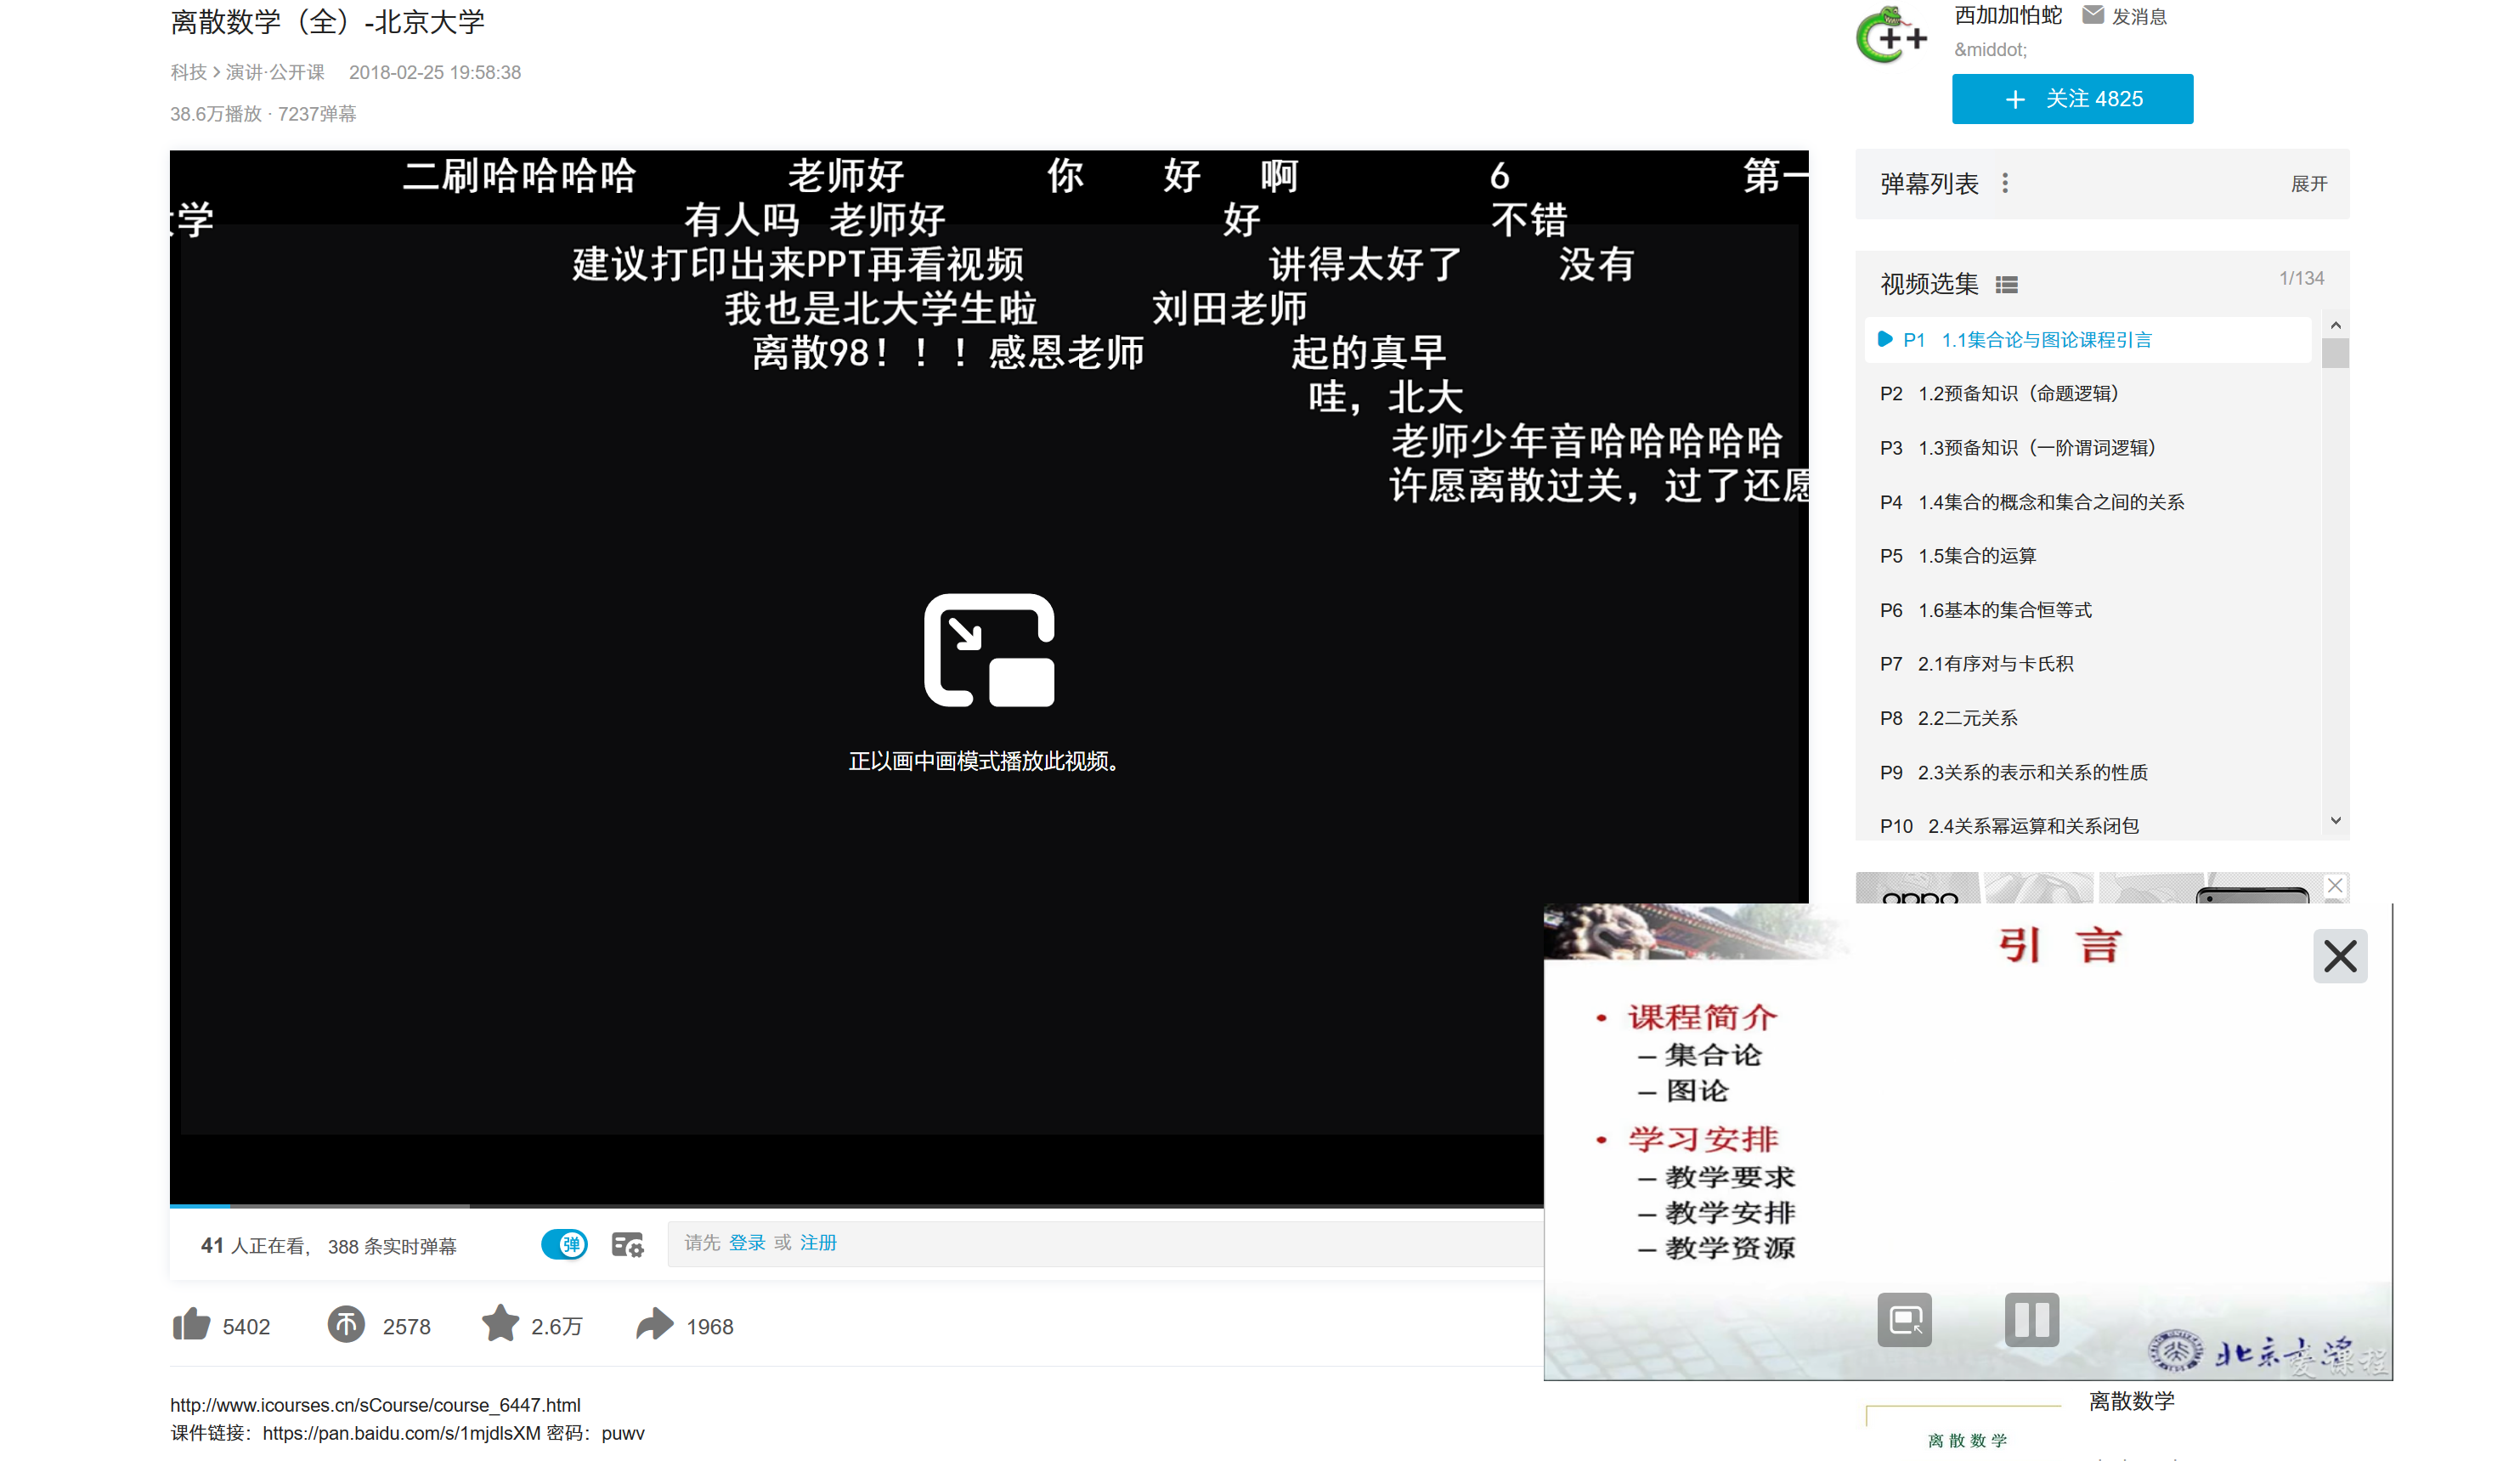 离散数学（全）-北京大学
科技 > 演讲·公开课 2018-02-25 19:58:38
38.6万播放 · 7237弹幕
西加加怕蛇 发消息
&middot;
+ 关注 4825
二刷哈哈哈哈 老师好 你 好 啊 6 第一
学 有人吗 老师好 好 不错
建议打印出来PPT再看视频 讲得太好了 没有
我也是北大学生啦 刘田老师
离散98！！！感恩老师 起的真早
哇，北大
老师少年音哈哈哈哈哈
许愿离散过关，过了还愿
正以画中画模式播放此视频。
弹幕列表 展开
视频选集 1/134
P1 1.1集合论与图论课程引言
P2 1.2预备知识（命题逻辑）
P3 1.3预备知识（一阶谓词逻辑）
P4 1.4集合的概念和集合之间的关系
P5 1.5集合的运算
P6 1.6基本的集合恒等式
P7 2.1有序对与卡氏积
P8 2.2二元关系
P9 2.3关系的表示和关系的性质
P10 2.4关系幂运算和关系闭包
oppo
引 言
• 课程简介
– 集合论
– 图论
• 学习安排
– 教学要求
– 教学安排
– 教学资源
北京大学
爱课程
41 人正在看， 388 条实时弹幕 弹 请先 登录 或 注册
5402 2578 2.6万 1968
http://www.icourses.cn/sCourse/course_6447.html
课件链接：https://pan.baidu.com/s/1mjdlsXM 密码：puwv
离散数学
离散数学